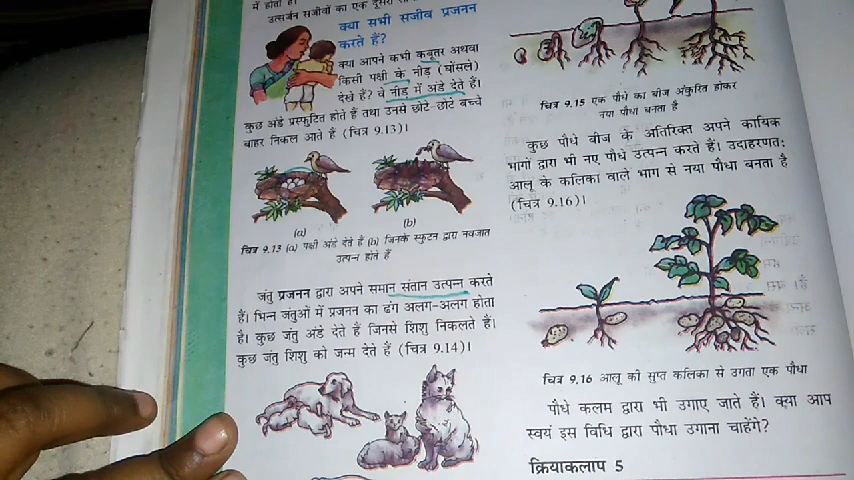 में होता है।
उत्सर्जन सजीवों का एक दूसरा
क्या सभी सजीव प्रजनन
करते हैं?
क्या आपने कभी कबूतर अथवा
किसी पक्षी के नीड़ (घोंसले)
देखे हैं? वे नीड़ में अंडे देते हैं।
कुछ अंडे प्रस्फुटित होते हैं तथा उनसे छोटे-छोटे बच्चे
बाहर निकल आते हैं (चित्र 9.13)।
(a)
(b)
चित्र 9.13 (a) पक्षी अंडे देते हैं (b) जिनके स्फुटन द्वारा नवजात
उत्पन्न होते हैं
जंतु प्रजनन द्वारा अपने समान संतान उत्पन्न करते
हैं। भिन्न जंतुओं में प्रजनन का ढंग अलग-अलग होता
है। कुछ जंतु अंडे देते हैं जिनसे शिशु निकलते हैं।
कुछ जंतु शिशु को जन्म देते हैं (चित्र 9.14)।
चित्र 9.15 एक पौधे का बीज अंकुरित होकर
नया पौधा बनता है
कुछ पौधे बीज के अतिरिक्त अपने कायिक
भागों द्वारा भी नए पौधे उत्पन्न करते हैं। उदाहरणतः
आलू के कलिका वाले भाग से नया पौधा बनता है
(चित्र 9.16)।
चित्र 9.16 आलू की सुप्त कलिका से उगता एक पौधा
पौधे कलम द्वारा भी उगाए जाते हैं। क्या आप
स्वयं इस विधि द्वारा पौधा उगाना चाहेंगे?
क्रियाकलाप 5